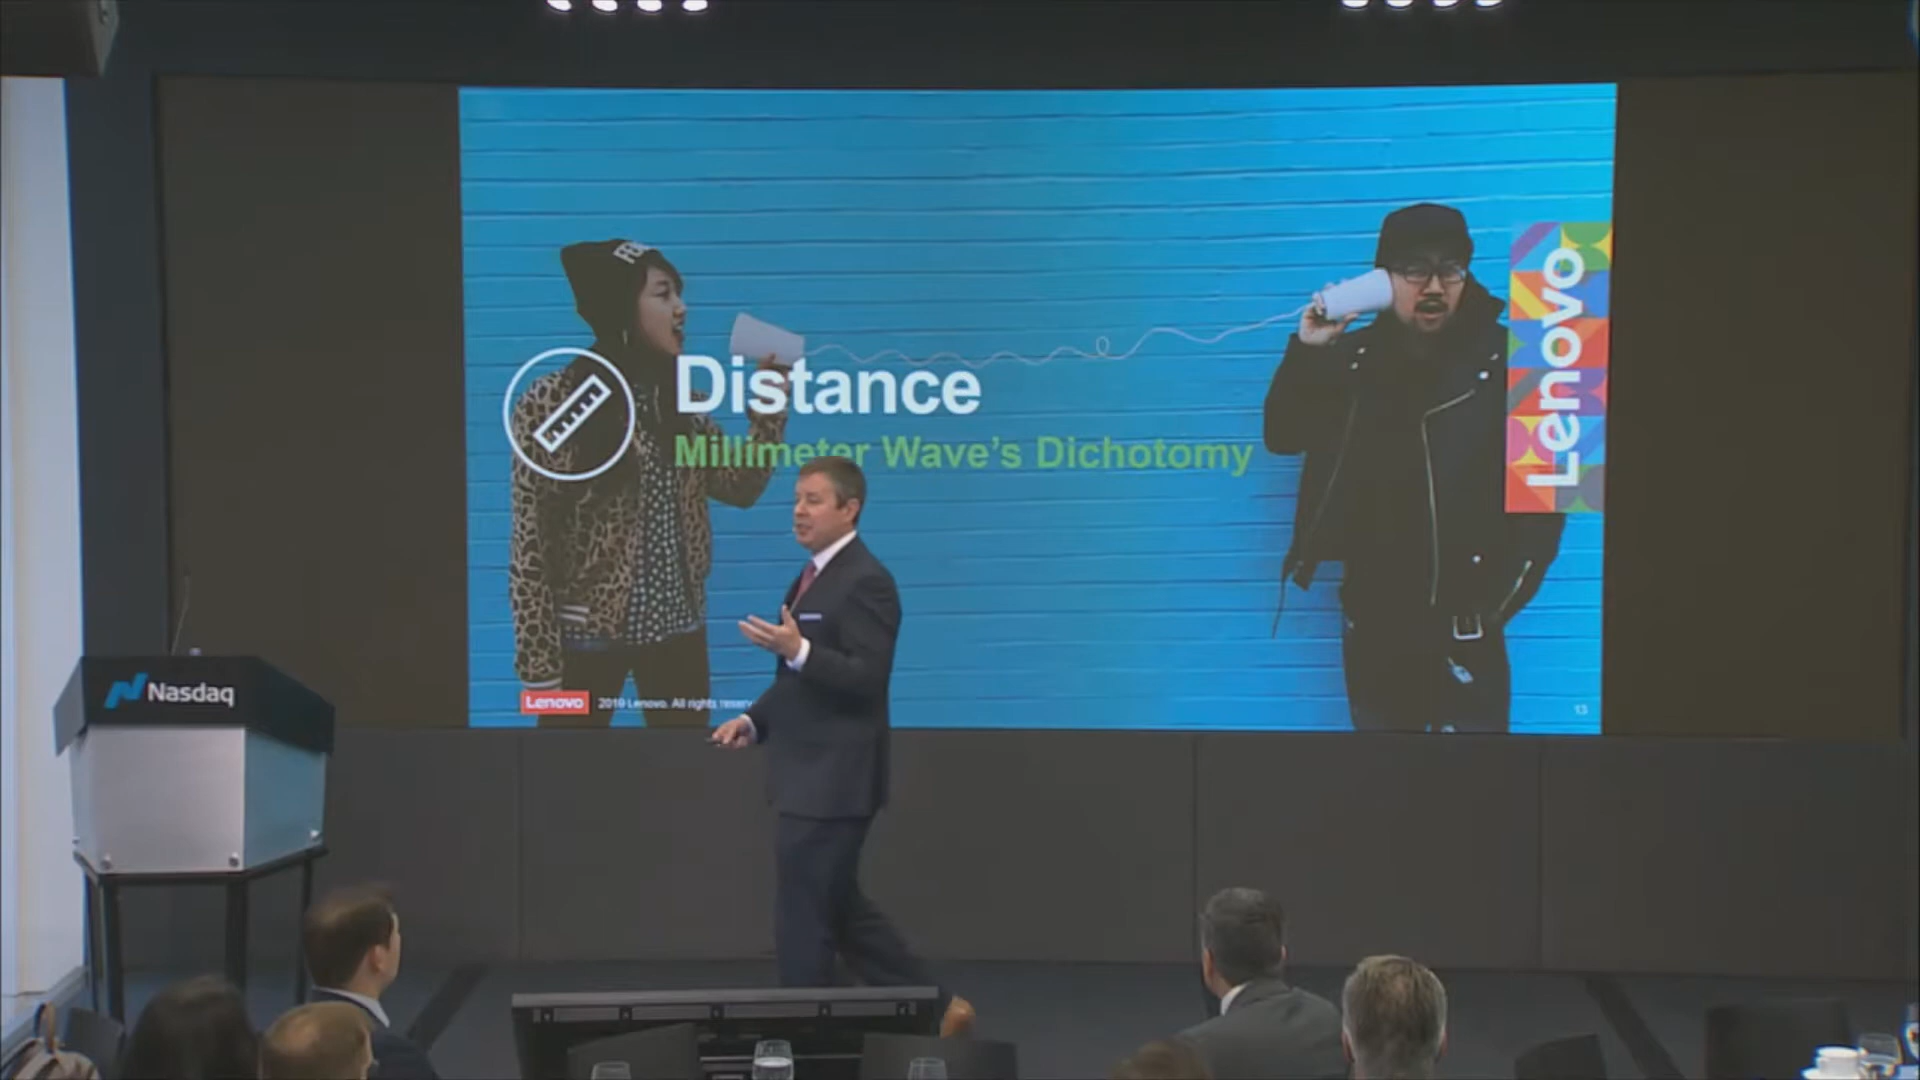 Distance
Millimeter Wave's Dichotomy
Lenovo
Nasdaq
Lenovo
2019 Lenovo. All rights
13